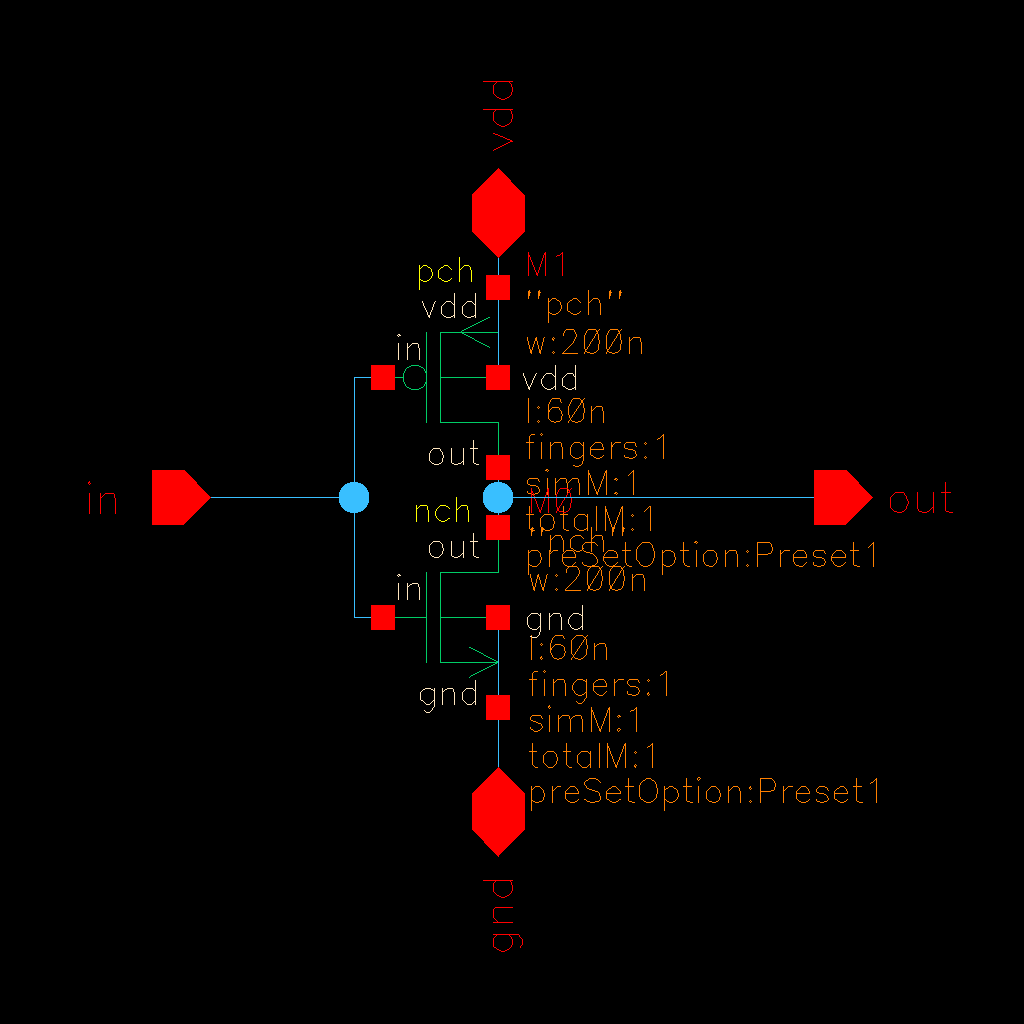 vdd
pch
M1
"pch"
vdd
w:200n
in
vdd
l:60n
fingers:1
out
simM:1
in
M0
out
nch
totalM:1
"nch"
out
preSetOption:Preset1
w:200n
in
gnd
l:60n
fingers:1
gnd
simM:1
totalM:1
preSetOption:Preset1
gnd